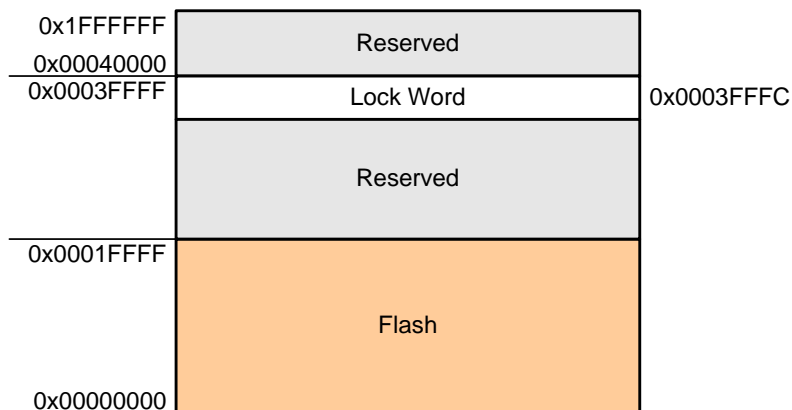 0x1FFFFFF
Reserved
0x00040000
0x0003FFFF
Lock Word
0x0003FFFC
Reserved
0x0001FFFF
Flash
0x00000000